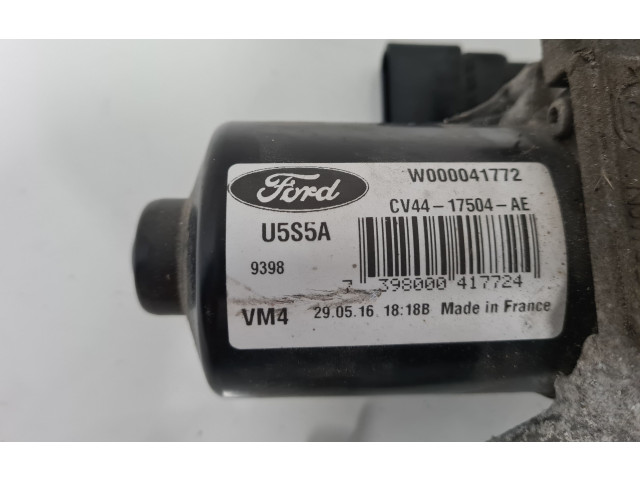 Ford
W000041772
CV44-17504-AE
U5S5A
9398
7 398000 417724
VM4 29.05.16 18:18B Made in France